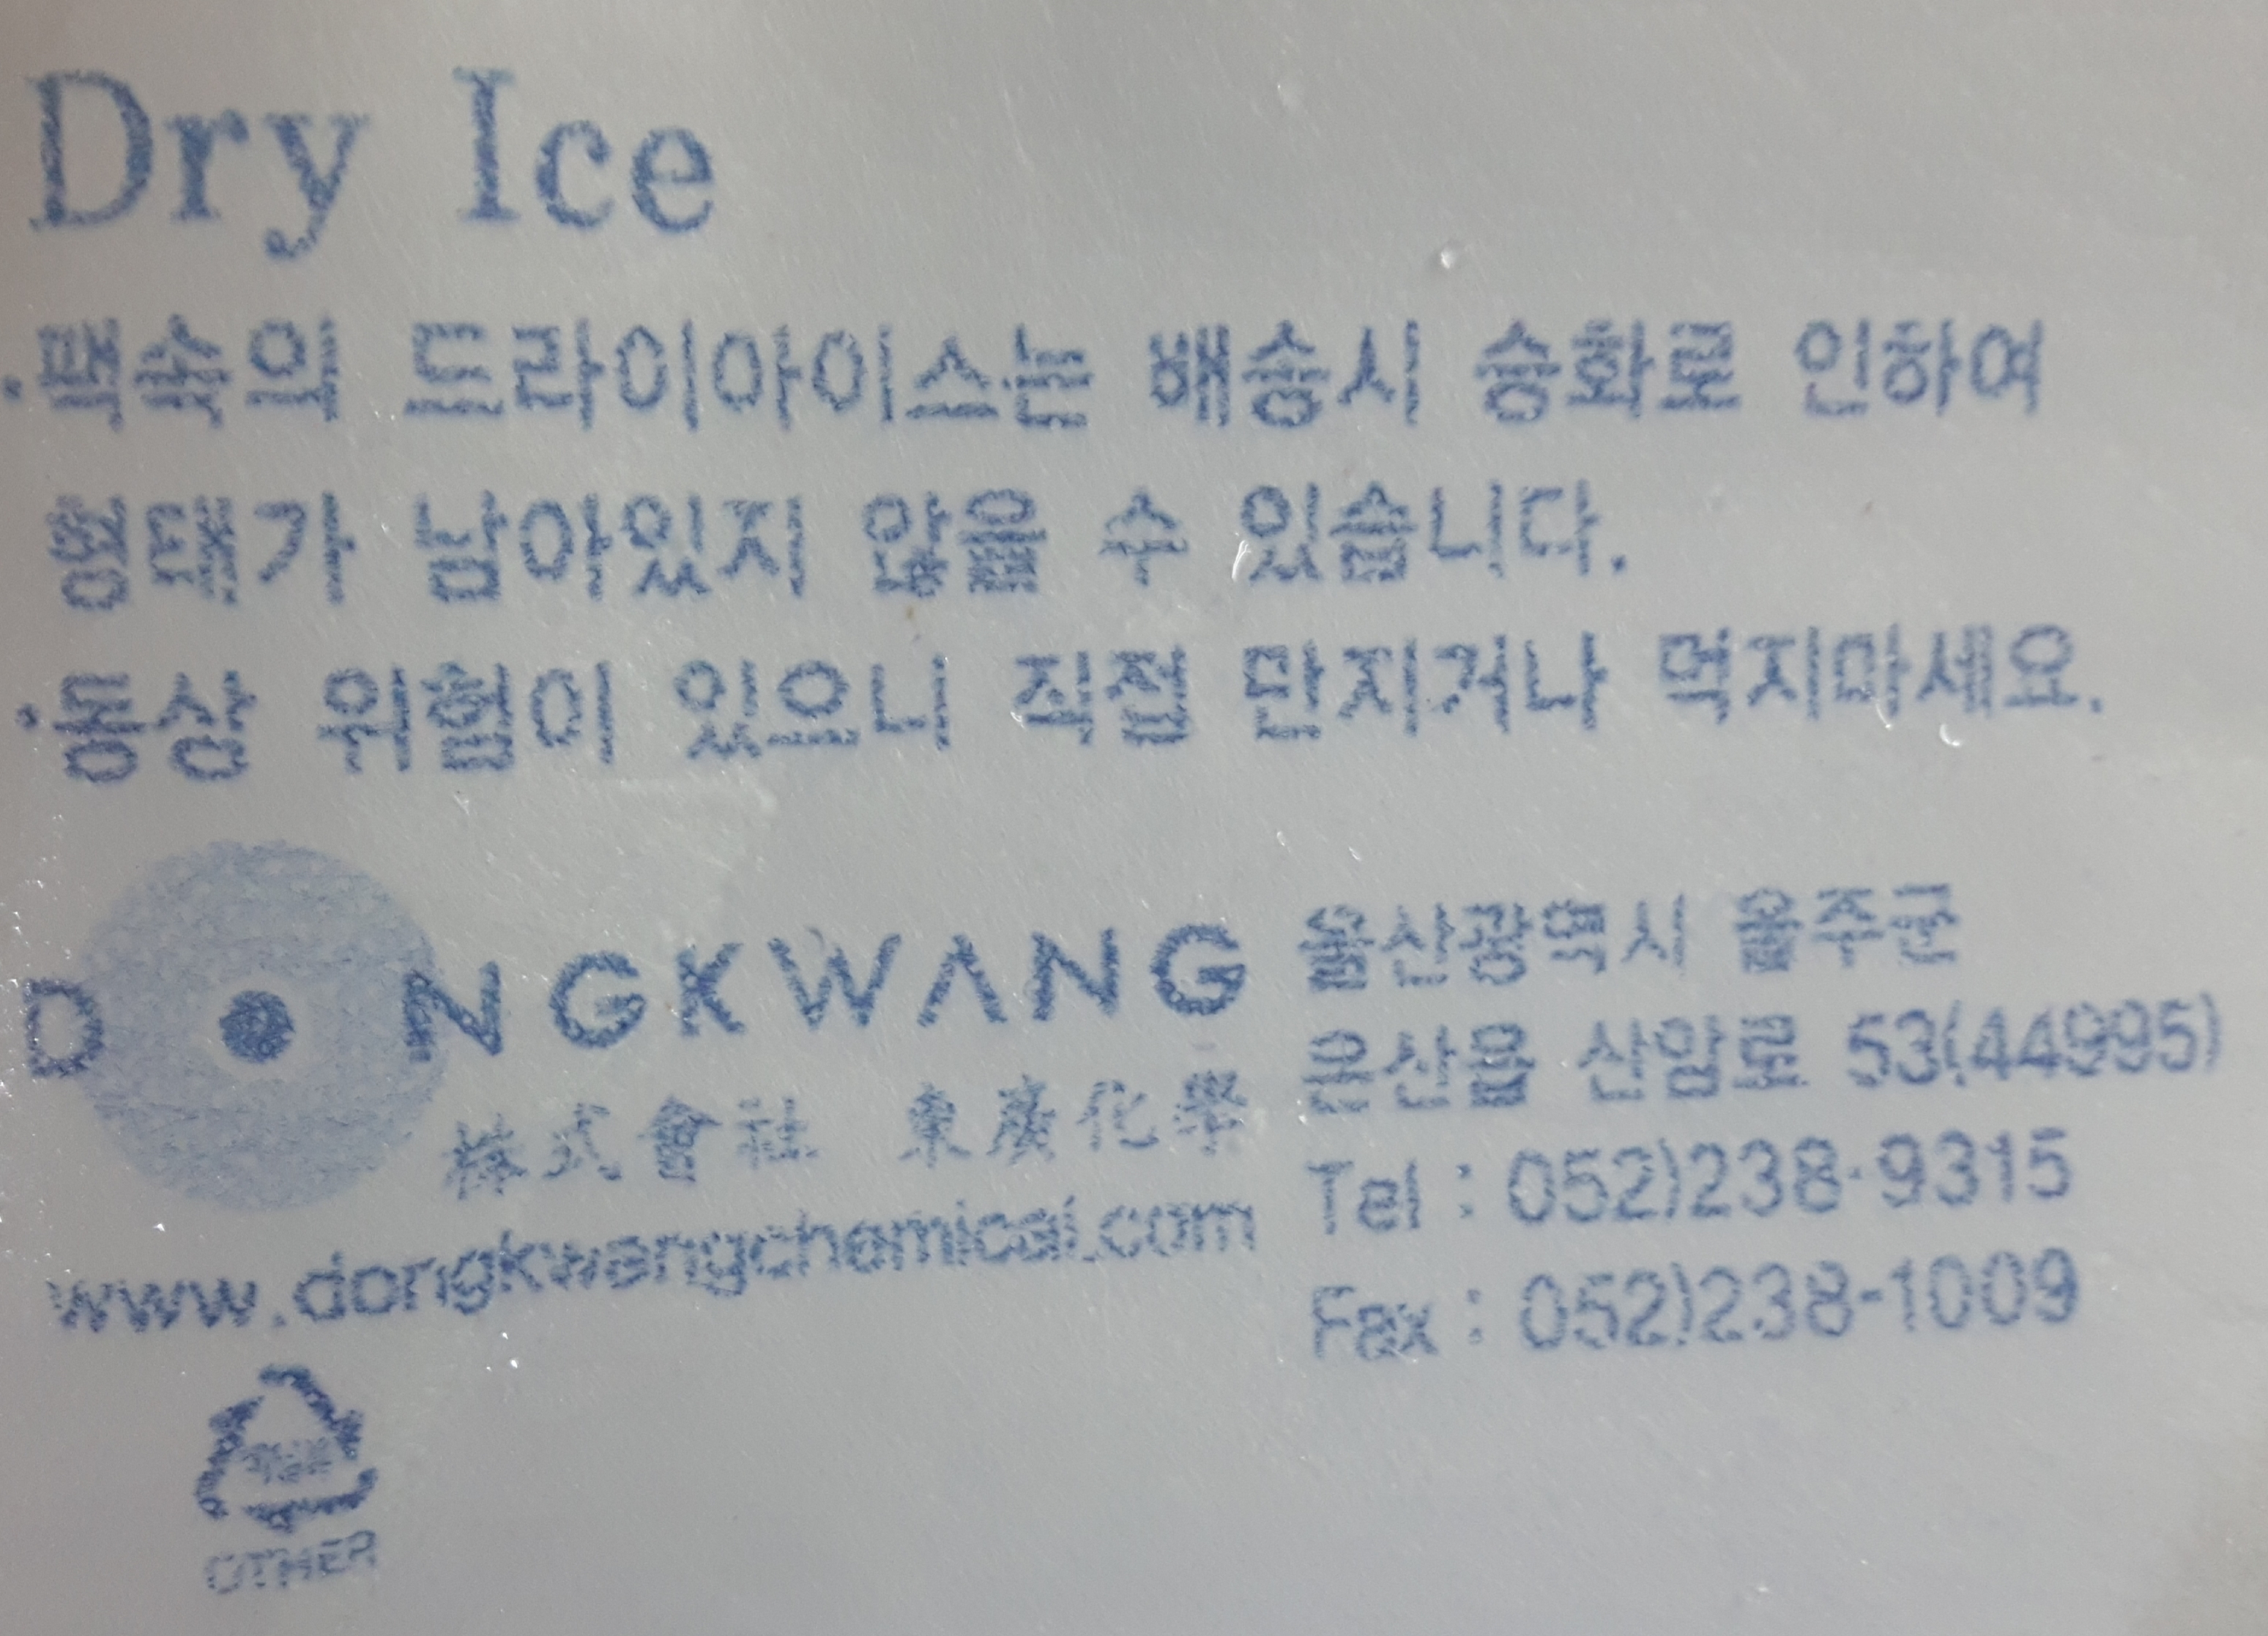 Dry Ice
·팩속의 드라이아이스는 배송시 승화로 인하여
형태가 남아있지 않을 수 있습니다.
·동상 위험이 있으니 직접 만지거나 먹지마세요.
DONGKWANG
株式會社 東廣化學
www.dongkwangchemical.com
울산광역시 울주군
온산읍 산암로 53(44995)
Tel : 052)238-9315
Fax : 052)238-1009
OTHER